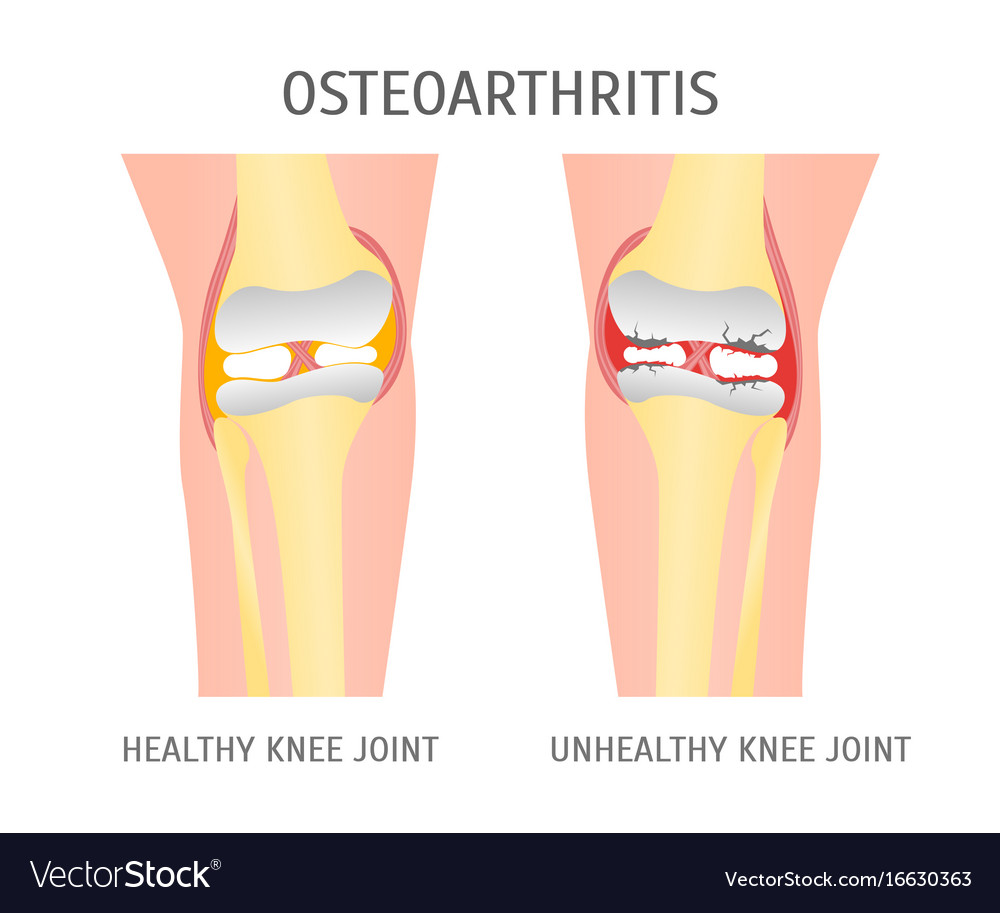 OSTEOARTHRITIS
HEALTHY KNEE JOINT
UNHEALTHY KNEE JOINT
VectorStock®
VectorStock.com/16630363